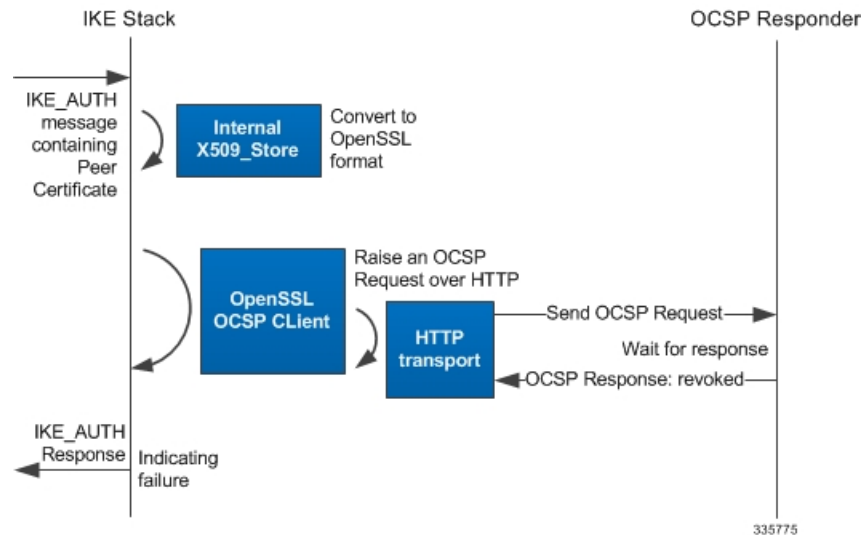 IKE Stack
OCSP Responder
IKE_AUTH
message
containing
Peer
Certificate
Internal
X509_Store
Convert to
OpenSSL
format
OpenSSL
OCSP CLient
Raise an OCSP
Request over HTTP
HTTP
transport
Send OCSP Request
Wait for response
OCSP Response: revoked
IKE_AUTH
Response
Indicating
failure
335775